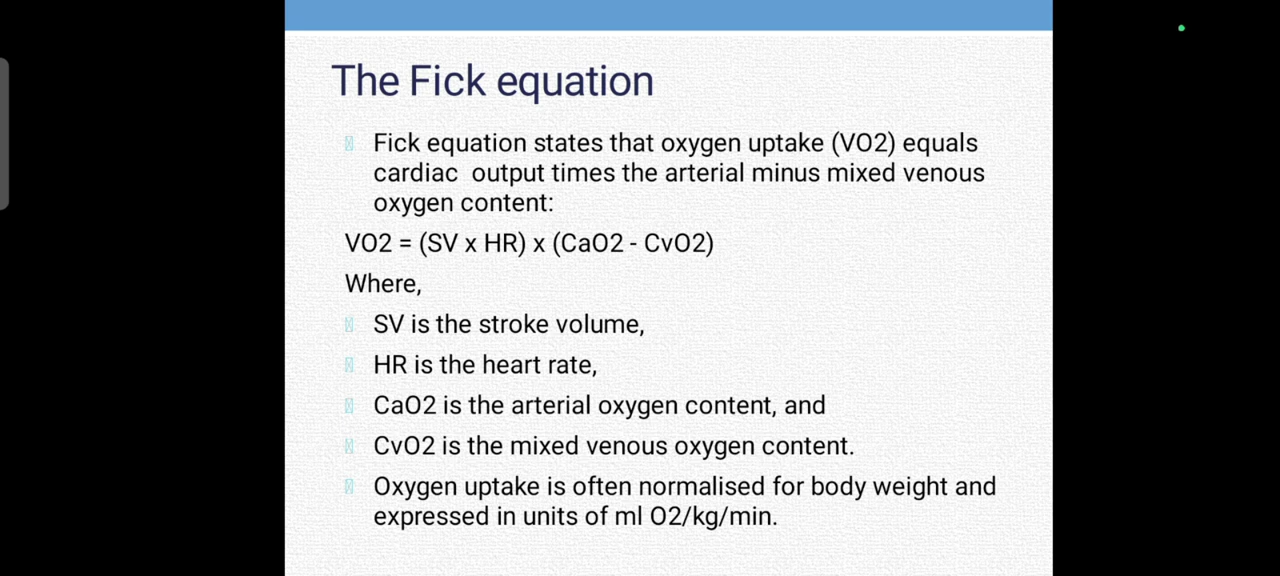 The Fick equation
Fick equation states that oxygen uptake (VO2) equals
cardiac output times the arterial minus mixed venous
oxygen content:
VO2 = (SV x HR) x (CaO2 - CvO2)
Where,
SV is the stroke volume,
HR is the heart rate,
CaO2 is the arterial oxygen content, and
CvO2 is the mixed venous oxygen content.
Oxygen uptake is often normalised for body weight and
expressed in units of ml O2/kg/min.